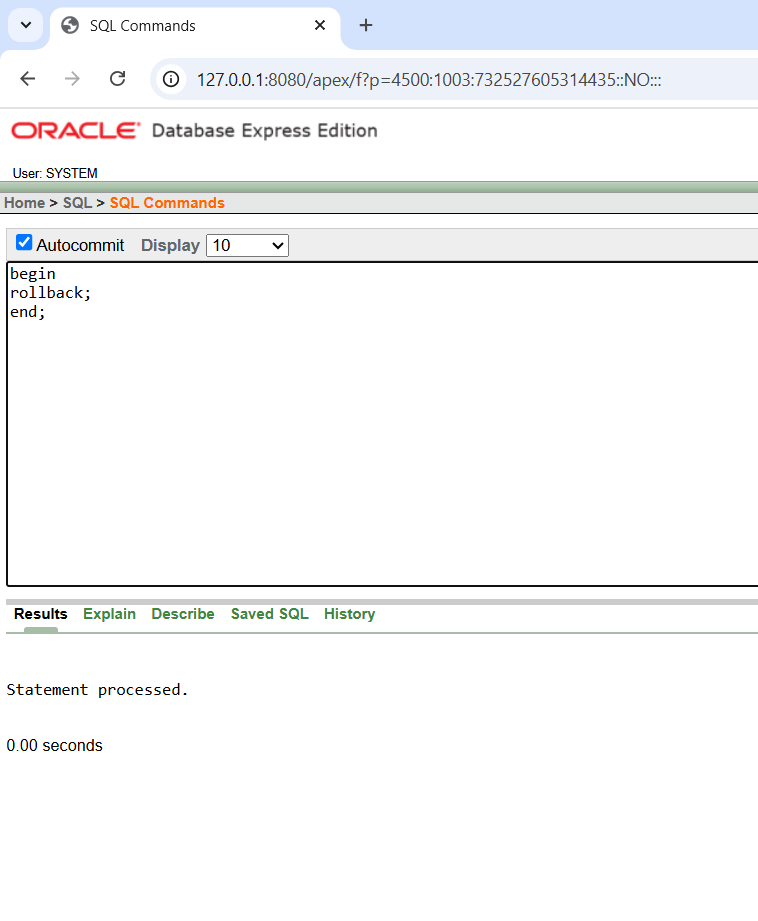 SQL Commands
127.0.0.1:8080/apex/f?p=4500:1003:732527605314435::NO:::
ORACLE Database Express Edition
User: SYSTEM
Home > SQL > SQL Commands
Autocommit Display 10
begin
rollback;
end;
Results Explain Describe Saved SQL History
Statement processed.
0.00 seconds